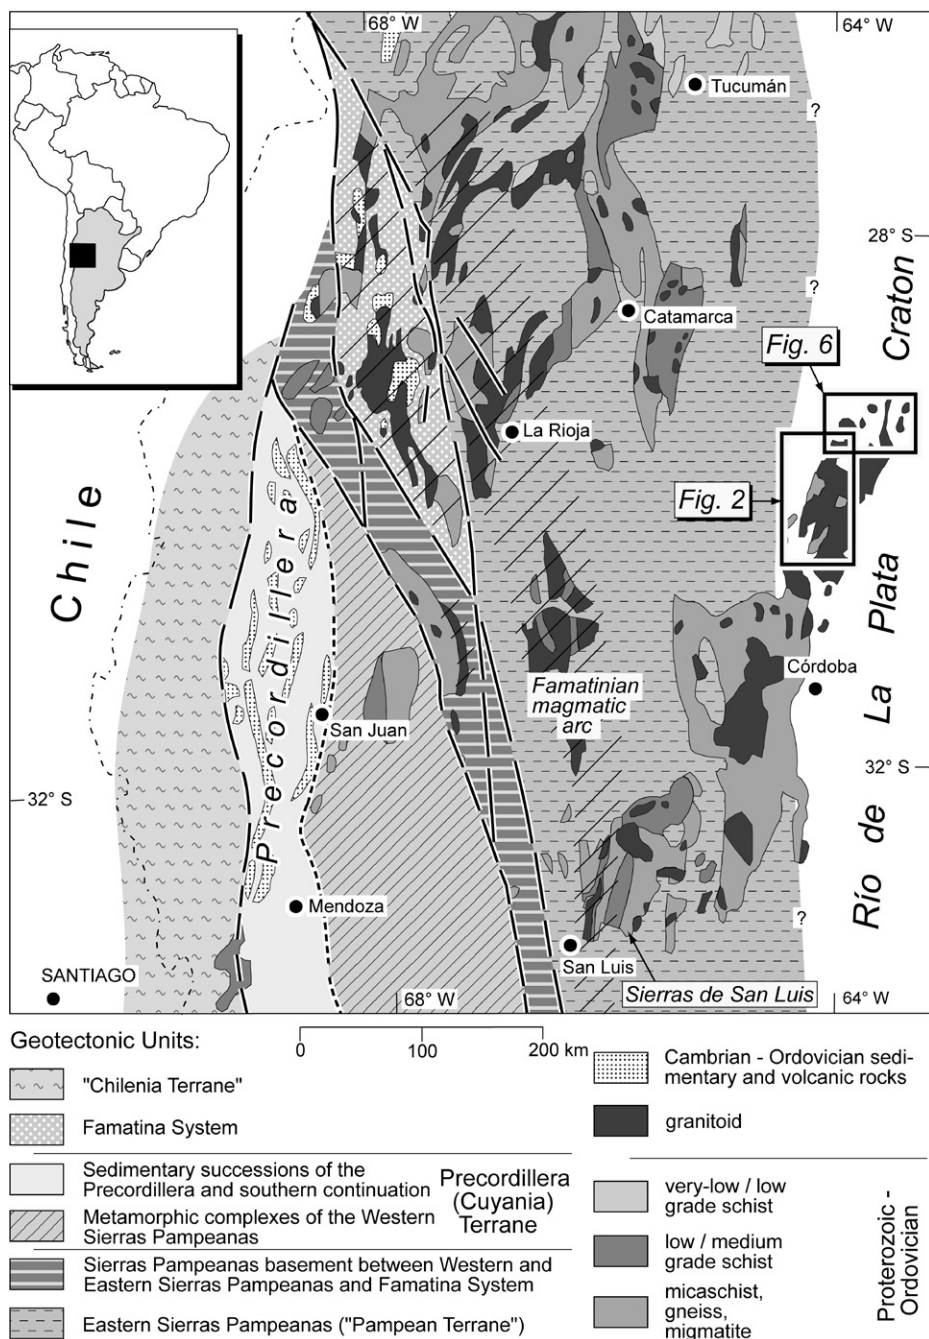 68° W
64° W
Tucumán
?
28° S
?
Craton
Catamarca
Fig. 6
La Rioja
Fig. 2
Chile
Precordillera
Plata
La
Córdoba
Famatinian
magmatic
arc
San Juan
32° S
32° S
de
Río
Mendoza
?
San Luis
SANTIAGO
Sierras de San Luis
68° W
64° W
Geotectonic Units:
0 100 200 km
"Chilenia Terrane"
Famatina System
Sedimentary successions of the
Precordillera and southern continuation
Metamorphic complexes of the Western
Sierras Pampeanas
Precordillera
(Cuyania)
Terrane
Sierras Pampeanas basement between Western and
Eastern Sierras Pampeanas and Famatina System
Eastern Sierras Pampeanas ("Pampean Terrane")
Cambrian - Ordovician sedi-
mentary and volcanic rocks
granitoid
very-low / low
grade schist
low / medium
grade schist
micaschist,
gneiss,
migmatite
Proterozoic -
Ordovician